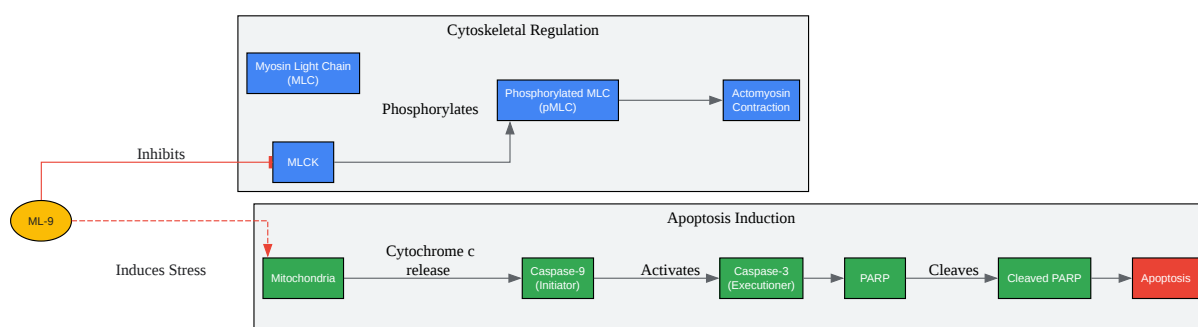 Cytoskeletal Regulation
Myosin Light Chain
(MLC)
Phosphorylates
Phosphorylated MLC
(pMLC)
Actomyosin
Contraction
Inhibits
MLCK
ML-9
Apoptosis Induction
Induces Stress
Mitochondria
Cytochrome c
release
Caspase-9
(Initiator)
Activates
Caspase-3
(Executioner)
PARP
Cleaves
Cleaved PARP
Apoptosis